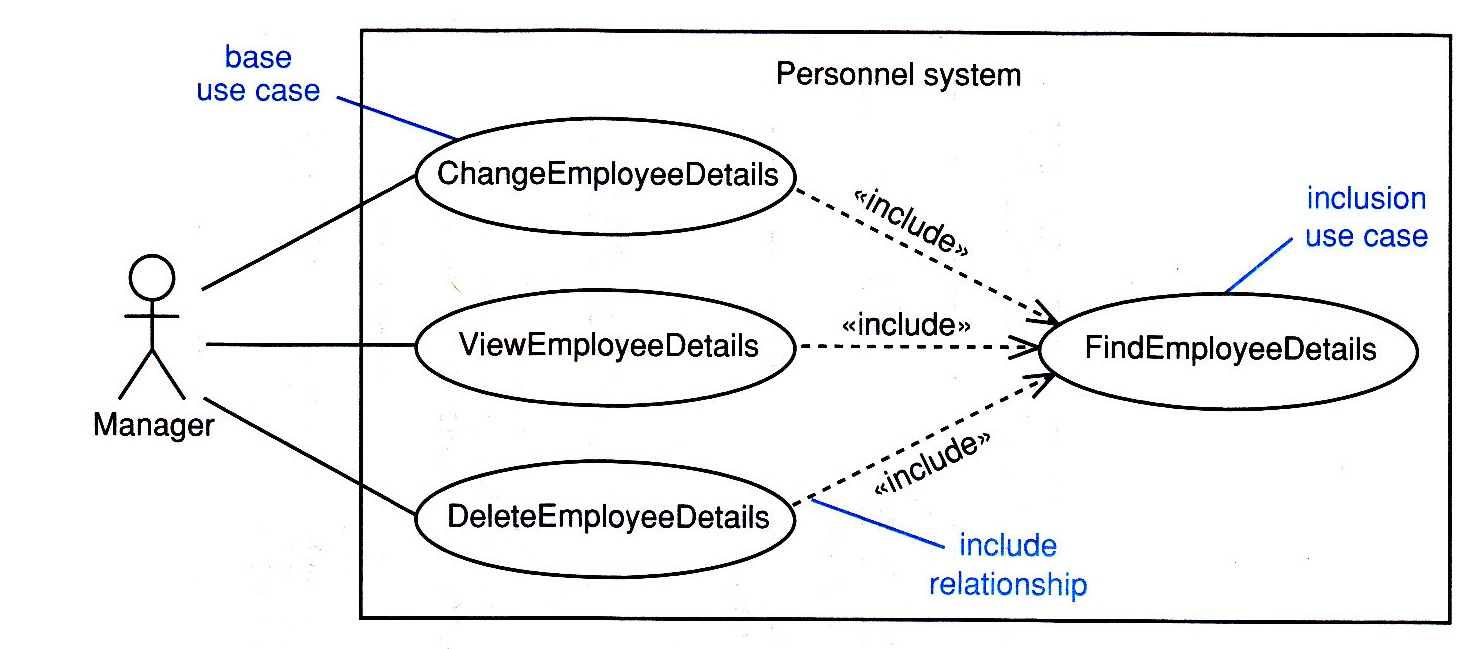 base
use case
Personnel system
ChangeEmployeeDetails
«include»
inclusion
use case
«include»
ViewEmployeeDetails
FindEmployeeDetails
Manager
«include»
DeleteEmployeeDetails
include
relationship